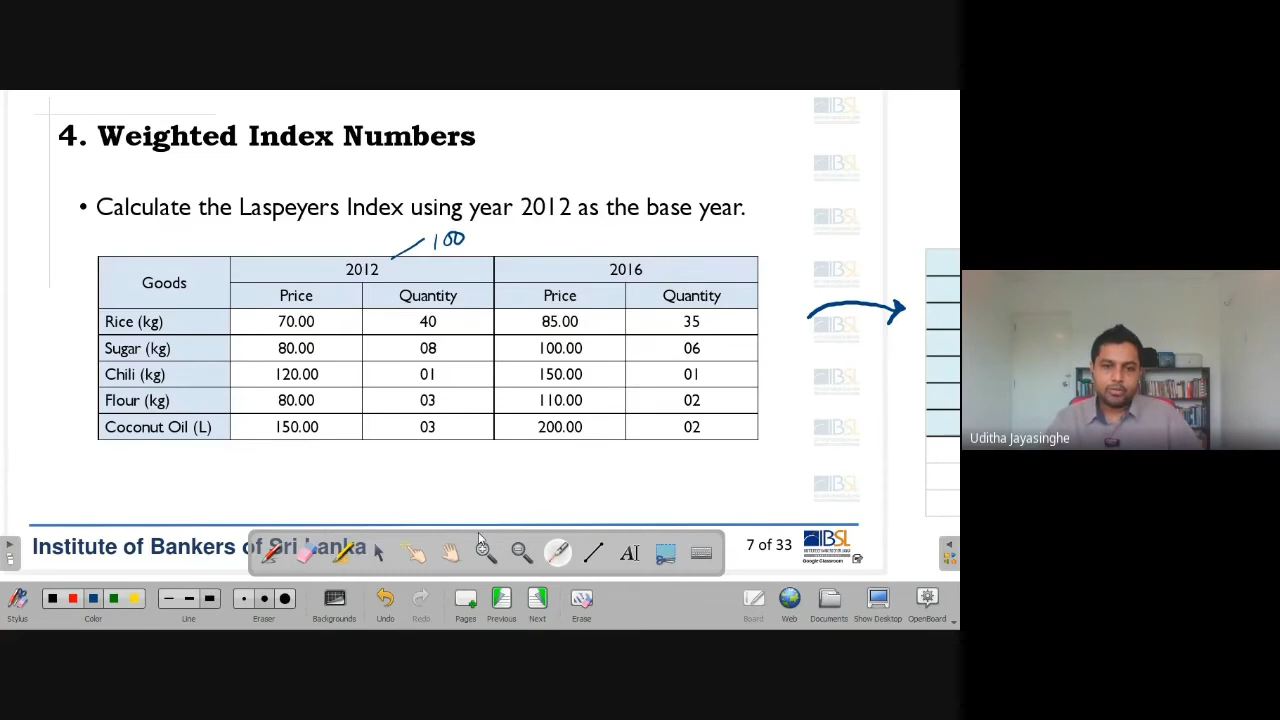 4. Weighted Index Numbers
• Calculate the Laspeyers Index using year 2012 as the base year.
100
Goods 2012 2016
Price Quantity Price Quantity
Rice (kg) 70.00 40 85.00 35
Sugar (kg) 80.00 08 100.00 06
Chili (kg) 120.00 01 150.00 01
Flour (kg) 80.00 03 110.00 02
Coconut Oil (L) 150.00 03 200.00 02
Uditha Jayasinghe
Institute of Bankers of Sri Lanka
7 of 33
IBSL
Google Classroom
Stylus Color Line Eraser Backgrounds Undo Redo Pages Previous Next Erase Board Web Documents Show Desktop OpenBoard